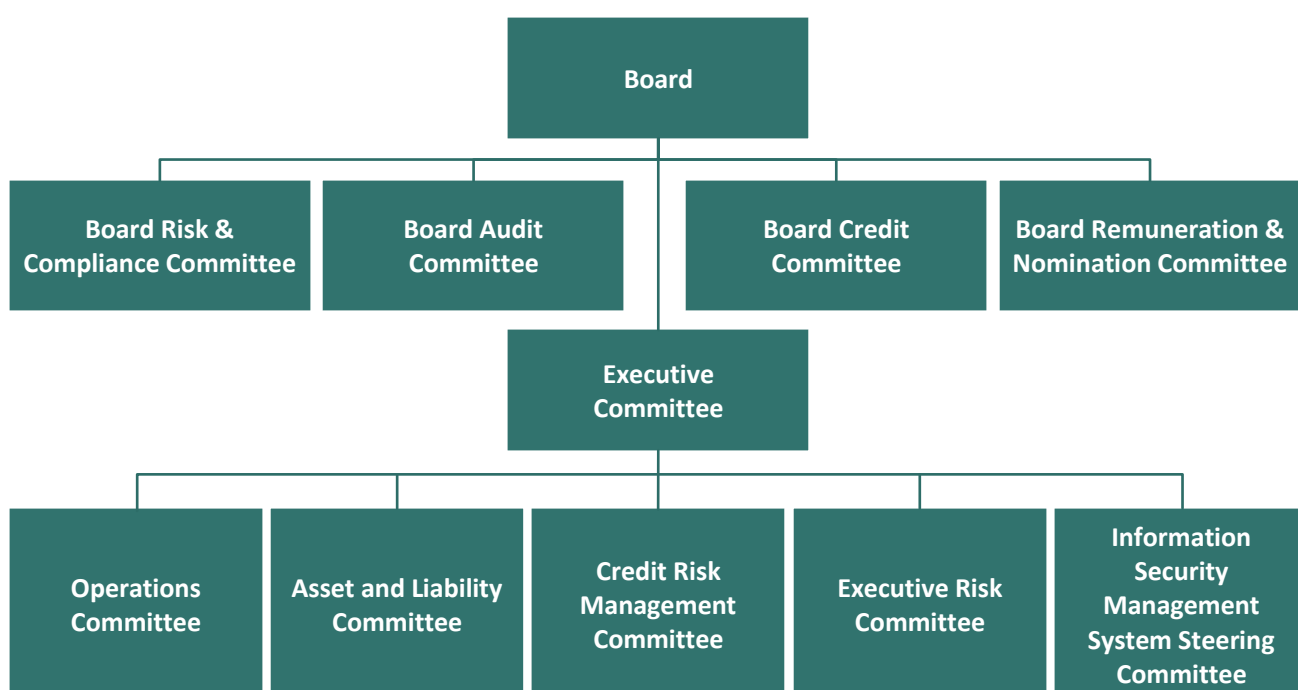 Board
Board Risk &
Compliance Committee
Board Audit
Committee
Board Credit
Committee
Board Remuneration &
Nomination Committee
Executive
Committee
Operations
Committee
Asset and Liability
Committee
Credit Risk
Management
Committee
Executive Risk
Committee
Information
Security
Management
System Steering
Committee